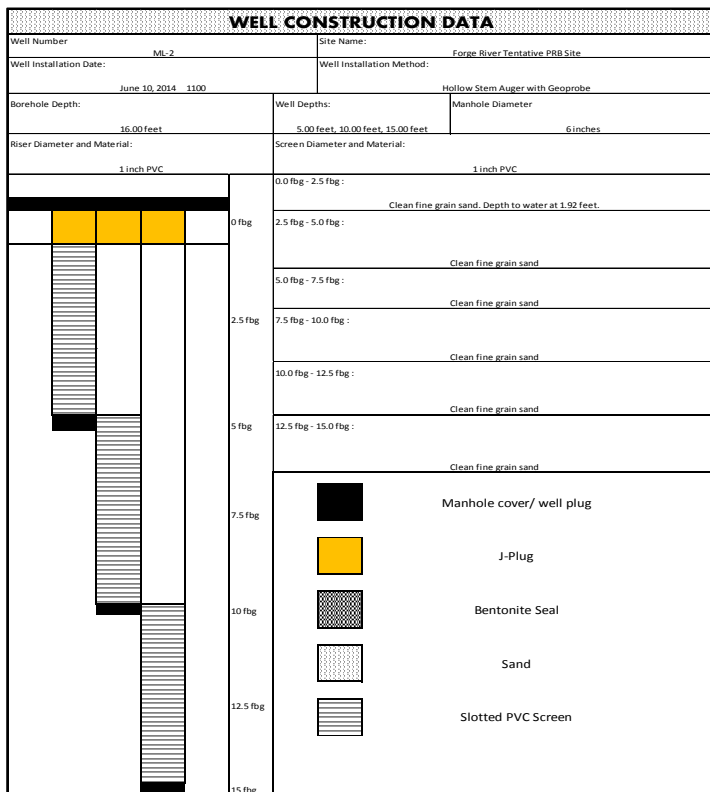 WELL CONSTRUCTION DATA
Well Number
ML-2
Site Name:
Forge River Tentative PRB Site
Well Installation Date:
June 10, 2014 1100
Well Installation Method:
Hollow Stem Auger with Geoprobe
Borehole Depth:
16.00 feet
Well Depths:
5.00 feet, 10.00 feet, 15.00 feet
Manhole Diameter
6 inches
Riser Diameter and Material:
1 inch PVC
Screen Diameter and Material:
1 inch PVC
0.0 fbg - 2.5 fbg :
Clean fine grain sand. Depth to water at 1.92 feet.
0 fbg
2.5 fbg - 5.0 fbg :
Clean fine grain sand
5.0 fbg - 7.5 fbg :
Clean fine grain sand
2.5 fbg
7.5 fbg - 10.0 fbg :
Clean fine grain sand
10.0 fbg - 12.5 fbg :
Clean fine grain sand
5 fbg
12.5 fbg - 15.0 fbg :
Clean fine grain sand
Manhole cover/ well plug
7.5 fbg
J-Plug
10 fbg
Bentonite Seal
Sand
12.5 fbg
Slotted PVC Screen
15 fbg